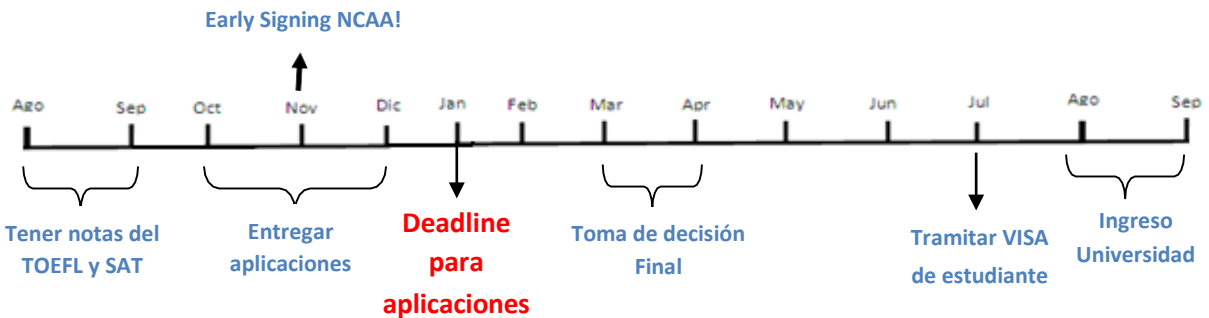 Early Signing NCAA!
Ago Sep Oct Nov Dic Jan Feb Mar Apr May Jun Jul Ago Sep
Tener notas del
TOEFL y SAT
Entregar
aplicaciones
Deadline
para
aplicaciones
Toma de decisión
Final
Tramitar VISA
de estudiante
Ingreso
Universidad